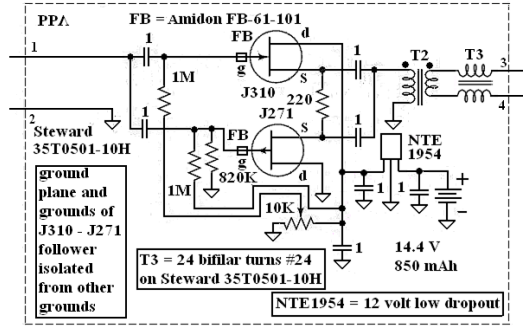 PPA
FB = Amidon FB-61-101
1
1
FB
d
g
J310
S
1M
1
T2
T3
3
4
2
Steward
35T0501-10H
1
220
J271
FB
S
g
d
1
NTE
1954
ground
plane and
grounds of
J310 - J271
follower
isolated
from other
grounds
1M
820K
10K
1
1
+
−
1
14.4 V
850 mAh
T3 = 24 bifilar turns #24
on Steward 35T0501-10H
NTE1954 = 12 volt low dropout